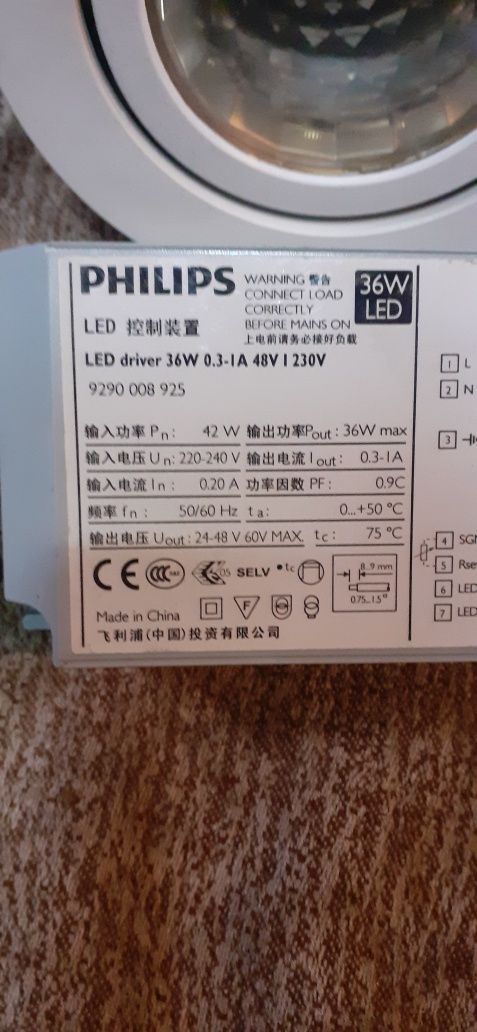 PHILIPS
WARNING 警告
CONNECT LOAD
CORRECTLY
BEFORE MAINS ON
上电前请务必接好负载
36W
LED
LED 控制装置
LED driver 36W 0.3-1A 48V I 230V
9290 008 925
输入功率 Pn: 42 W 输出功率Pout : 36W max
输入电压 Un: 220-240 V 输出电流 Iout: 0.3-1A
输入电流 In : 0.20 A 功率因数 PF: 0.9C
频率 fn : 50/60 Hz ta: 0...+50 °C
输出电压 Uout : 24-48 V 60V MAX. tc: 75 °C
CE CCC 05 SELV • tc
8...9 mm
0.75...1.5°
F
Made in China
飞利浦(中国)投资有限公司
1 L
2 N
3
4 SG
5 Rse
6 LED
7 LED